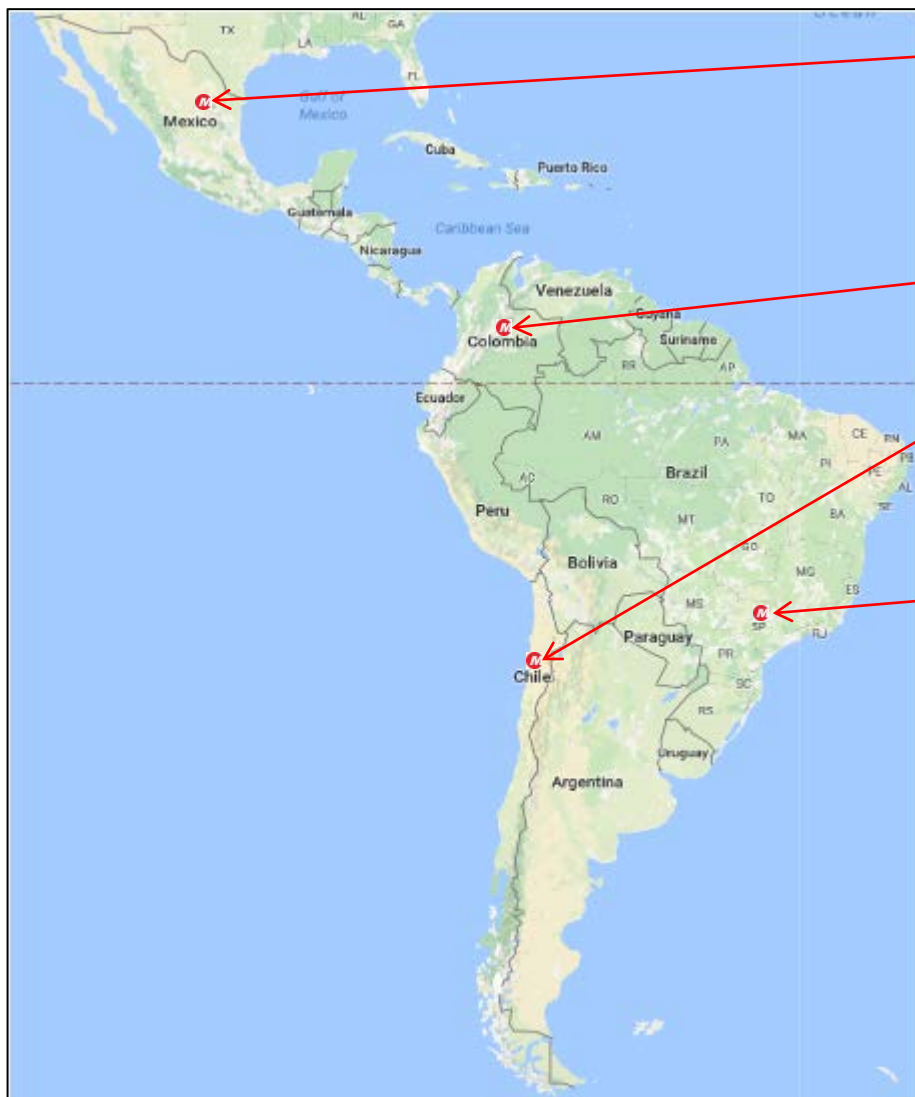 Ocean
TX
LA
AL
GA
FL
Gulf of
Mexico
M
Mexico
Cuba
Puerto Rico
Guatemala
Caribbean Sea
Nicaragua
Venezuela
Guyana
M
Colombia
Suriname
RR
AP
Ecuador
AM
PA
MA
CE
RN
PB
PI
PE
AL
SE
Brazil
AC
RO
TO
BA
Peru
MT
GO
Bolivia
MG
ES
MS
M
SP
RJ
Paraguay
PR
M
Chile
SC
RS
Uruguay
Argentina